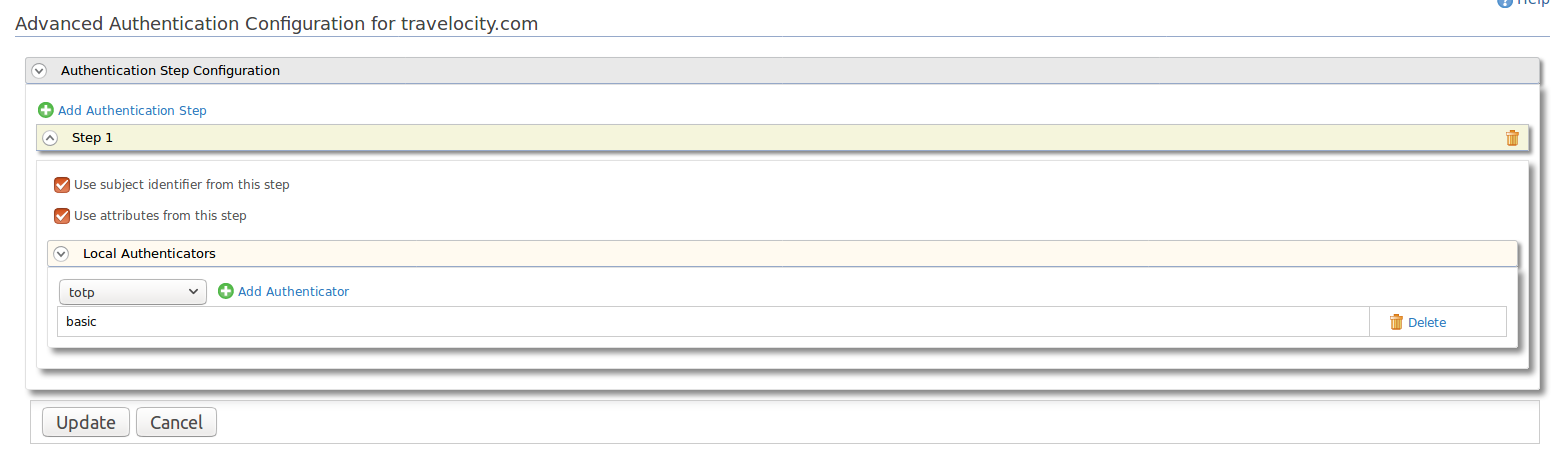 Help
Advanced Authentication Configuration for travelocity.com
Authentication Step Configuration
Add Authentication Step
Step 1
Use subject identifier from this step
Use attributes from this step
Local Authenticators
totp Add Authenticator
basic Delete
Update Cancel